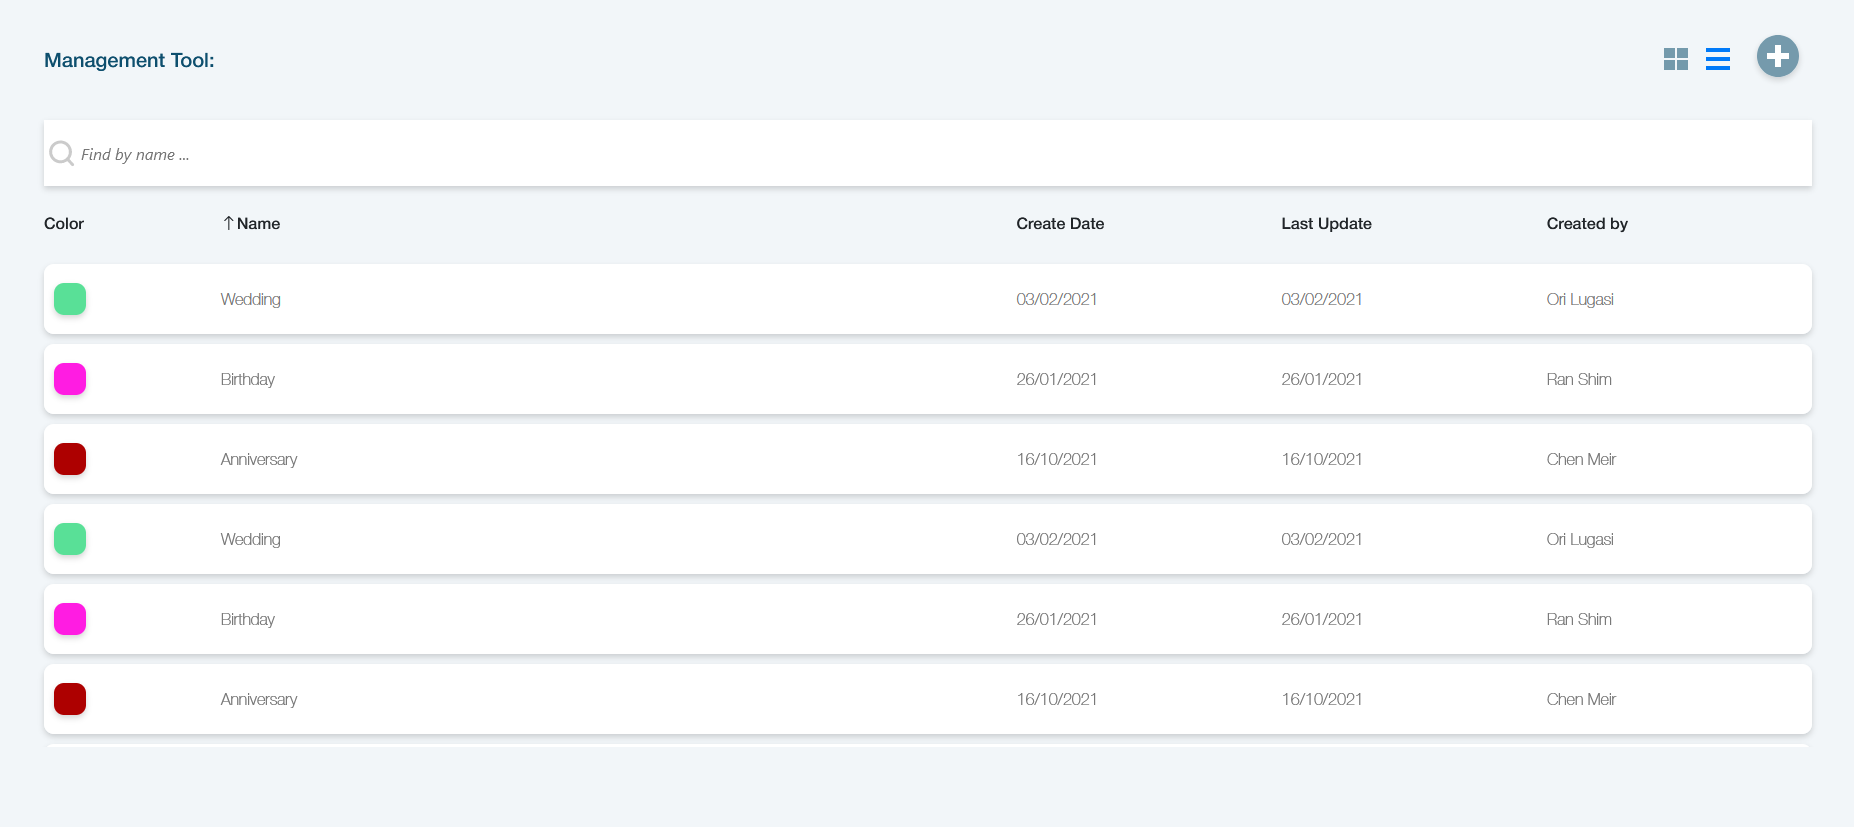 Management Tool:
Find by name ...
Color ↑Name Create Date Last Update Created by
Wedding 03/02/2021 03/02/2021 Ori Lugasi
Birthday 26/01/2021 26/01/2021 Ran Shim
Anniversary 16/10/2021 16/10/2021 Chen Meir
Wedding 03/02/2021 03/02/2021 Ori Lugasi
Birthday 26/01/2021 26/01/2021 Ran Shim
Anniversary 16/10/2021 16/10/2021 Chen Meir